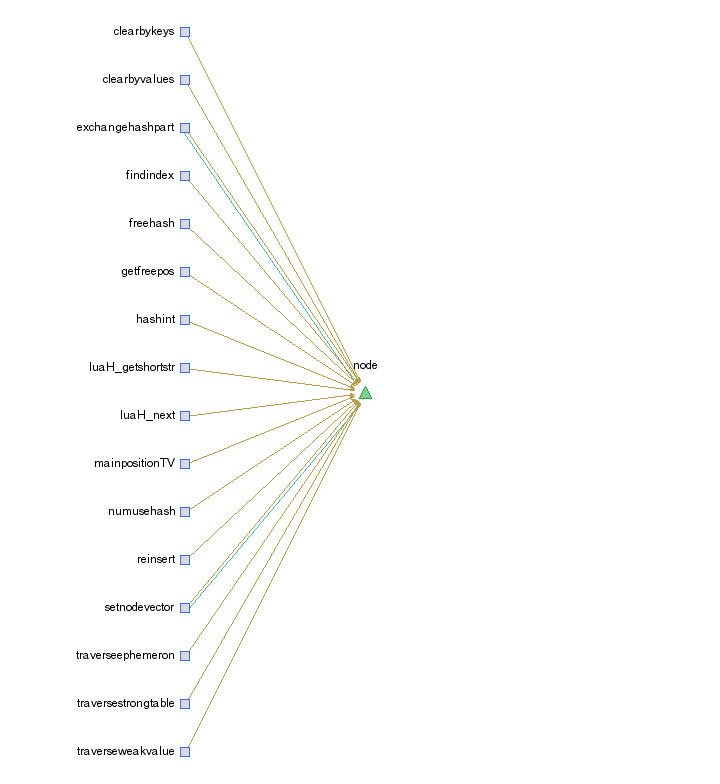 clearbykeys
clearbyvalues
exchangehashpart
findindex
freehash
getfreepos
hashint
luaH_getshortstr
node
luaH_next
mainpositionTV
numusehash
reinsert
setnodevector
traverseephemeron
traversestrongtable
traverseweakvalue